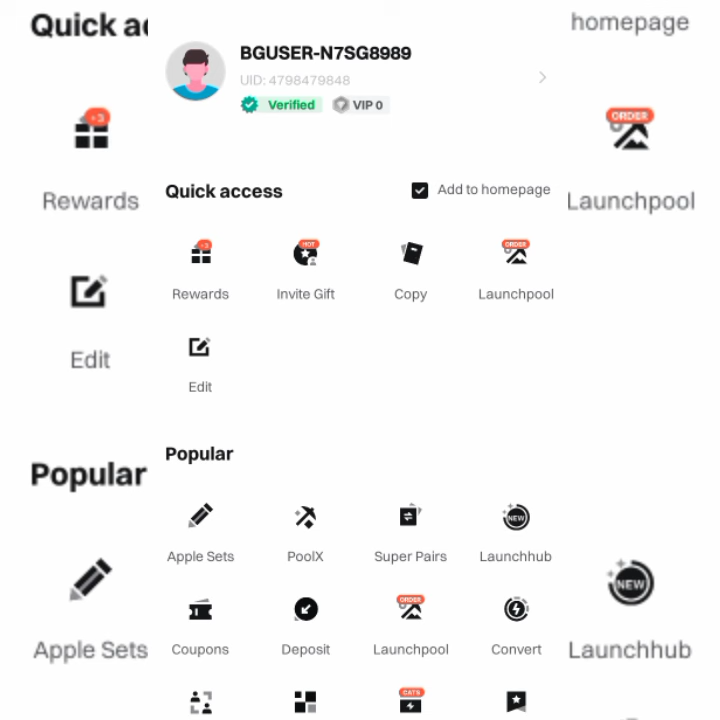 Quick ac
homepage
BGUSER-N7SG8989
UID: 4798479848
Verified VIP 0
Quick access Add to homepage
+3 HOT ORDER
Rewards Invite Gift Copy Launchpool
Edit
Popular
NEW
Apple Sets PoolX Super Pairs Launchhub
ORDER
Coupons Deposit Launchpool Convert
CATS
+3
Rewards
Edit
Popular
Apple Sets
ORDER
Launchpool
NEW
Launchhub